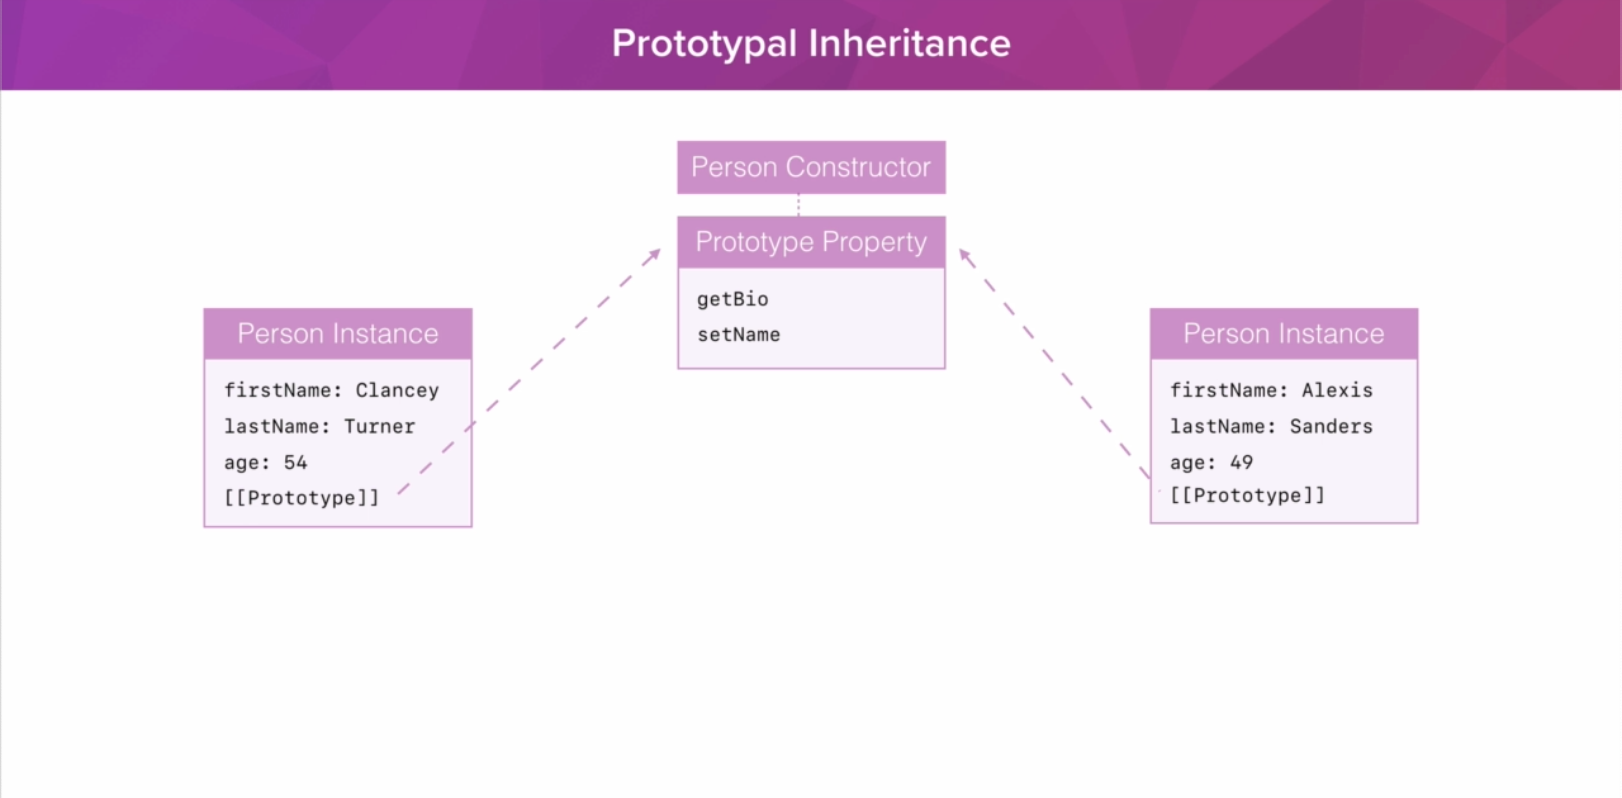 Prototypal Inheritance
Person Constructor
Prototype Property
getBio
setName
Person Instance
firstName: Clancey
lastName: Turner
age: 54
[[Prototype]]
Person Instance
firstName: Alexis
lastName: Sanders
age: 49
[[Prototype]]